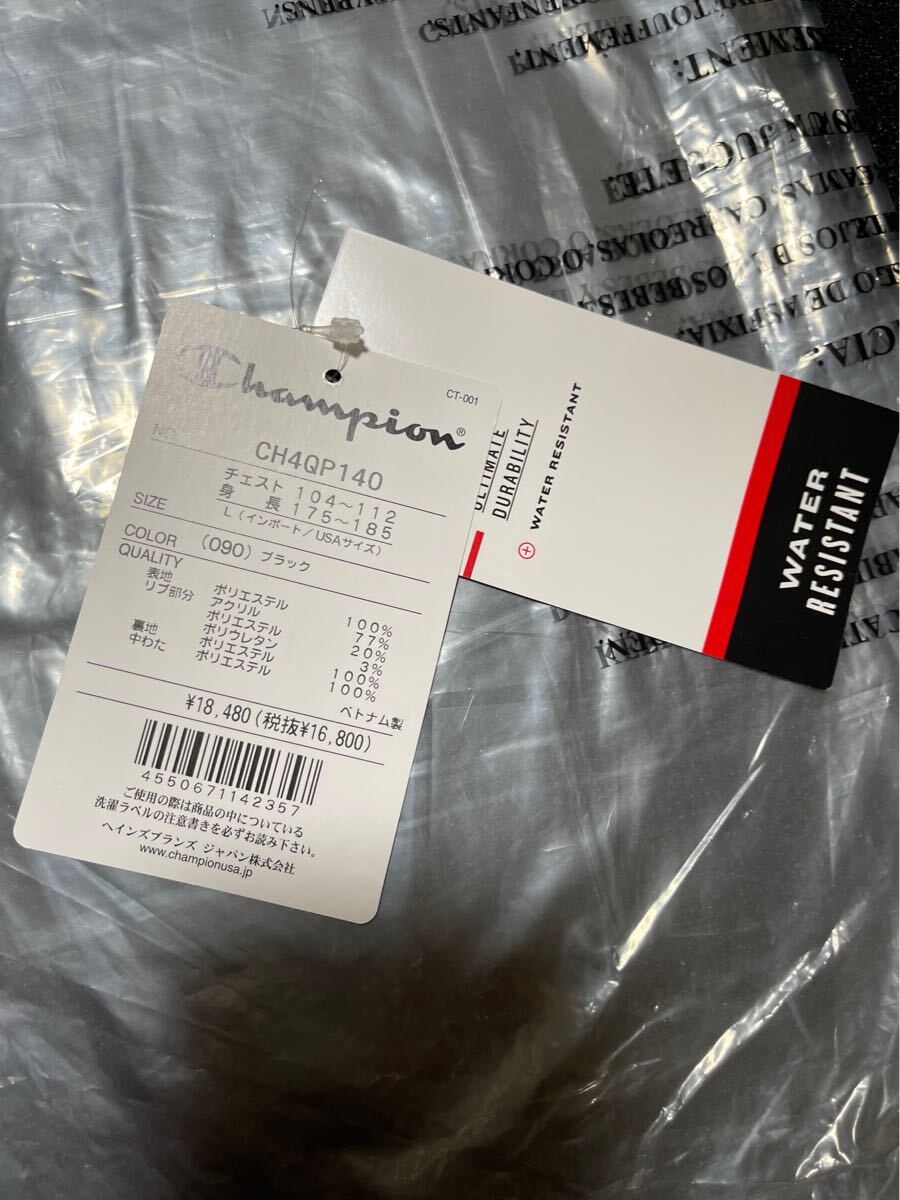 Champion®
CT-001
NO. CH4QP140
SIZE
チェスト 104～112
身長 175～185
L（インポート/USAサイズ）
COLOR （090）ブラック
QUALITY
表地 ポリエステル 100%
リブ部分 アクリル 77%
ポリエステル 20%
ポリウレタン 3%
裏地 ポリエステル 100%
中わた ポリエステル 100%
ベトナム製
¥18,480(税抜¥16,800)
4550671142357
ご使用の際は商品の中についている
洗濯ラベルの注意書きを必ずお読み下さい。
ヘインズブランズ ジャパン株式会社
www.championusa.jp
ULTIMATE
DURABILITY
WATER RESISTANT
WATER
RESISTANT
JUGUETE!
DE ASFIXIA.